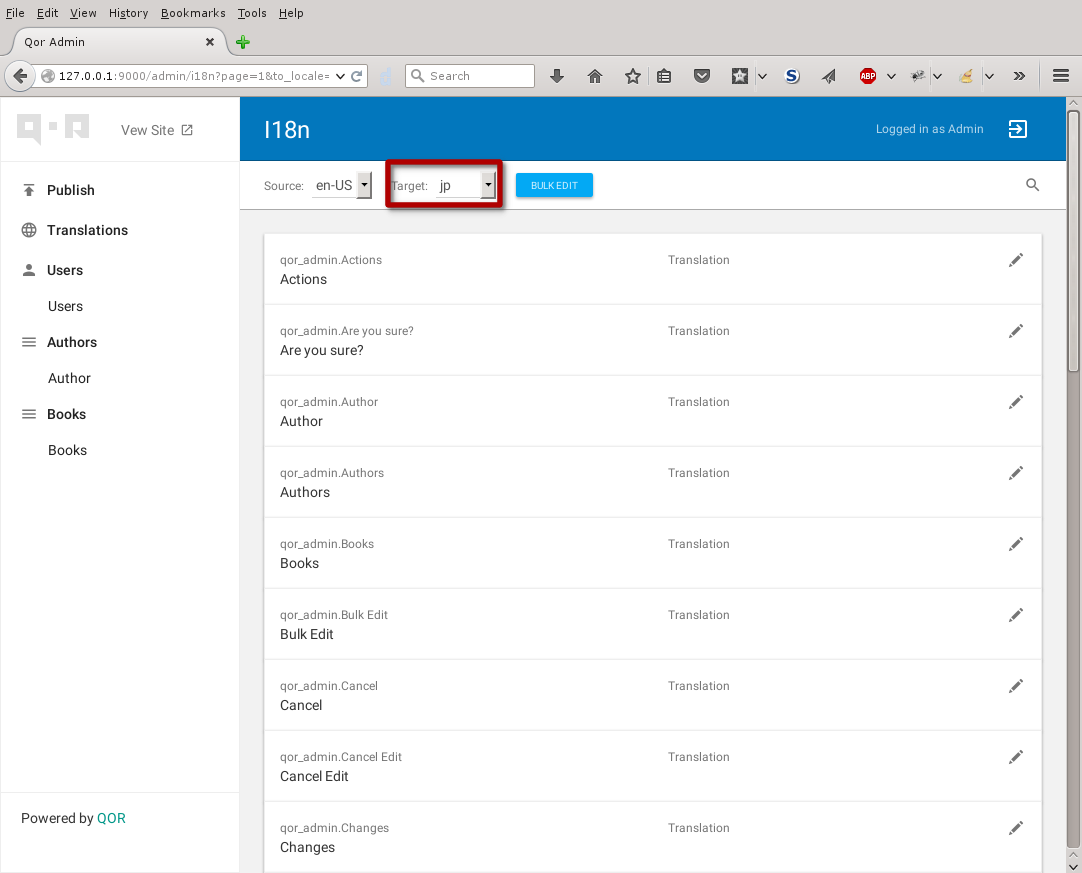 File Edit View History Bookmarks Tools Help
Qor Admin
127.0.0.1:9000/admin/i18n?page=1&to_locale=
Search
S
ABP
QOR
Vew Site
I18n
Logged in as Admin
Source: en-US Target: jp BULK EDIT
Publish
Translations
Users
Users
Authors
Author
Books
Books
Powered by QOR
qor_admin.Actions Translation
Actions
qor_admin.Are you sure? Translation
Are you sure?
qor_admin.Author Translation
Author
qor_admin.Authors Translation
Authors
qor_admin.Books Translation
Books
qor_admin.Bulk Edit Translation
Bulk Edit
qor_admin.Cancel Translation
Cancel
qor_admin.Cancel Edit Translation
Cancel Edit
qor_admin.Changes Translation
Changes